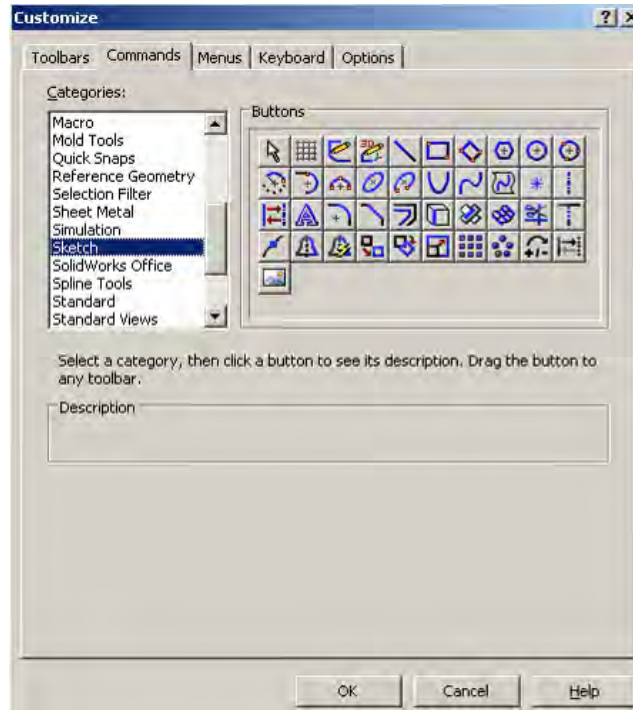 Customize
Toolbars Commands Menus Keyboard Options
Categories:
Buttons
Macro
Mold Tools
Quick Snaps
Reference Geometry
Selection Filter
Sheet Metal
Simulation
Sketch
SolidWorks Office
Spline Tools
Standard
Standard Views
3D
Select a category, then click a button to see its description. Drag the button to
any toolbar.
Description
OK Cancel Help